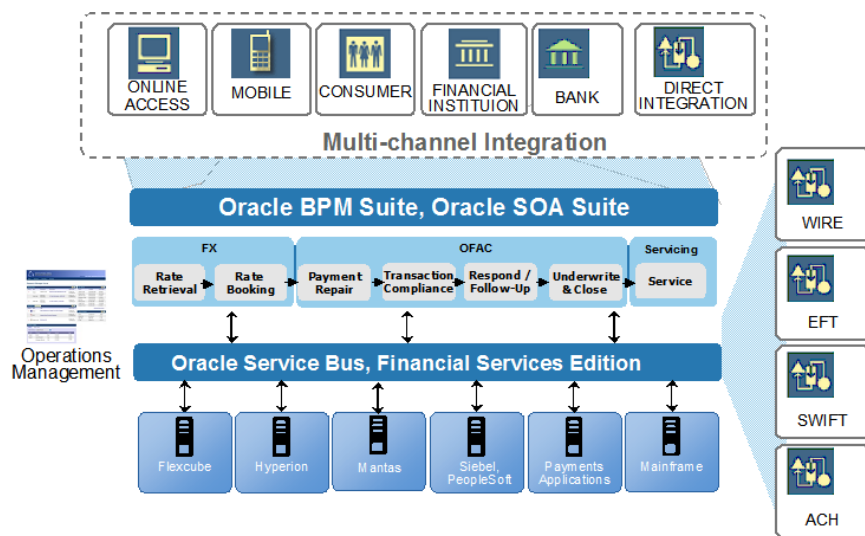 ONLINE
ACCESS
MOBILE
CONSUMER
FINANCIAL
INSTITUION
BANK
DIRECT
INTEGRATION
Multi-channel Integration
Oracle BPM Suite, Oracle SOA Suite
FX
OFAC
Servicing
Rate
Retrieval
Rate
Booking
Payment
Repair
Transaction
Compliance
Respond /
Follow-Up
Underwrite
& Close
Service
Operations
Management
Oracle Service Bus, Financial Services Edition
Flexcube
Hyperion
Mantas
Siebel,
PeopleSoft
Payments
Applications
Mainframe
WIRE
EFT
SWIFT
ACH